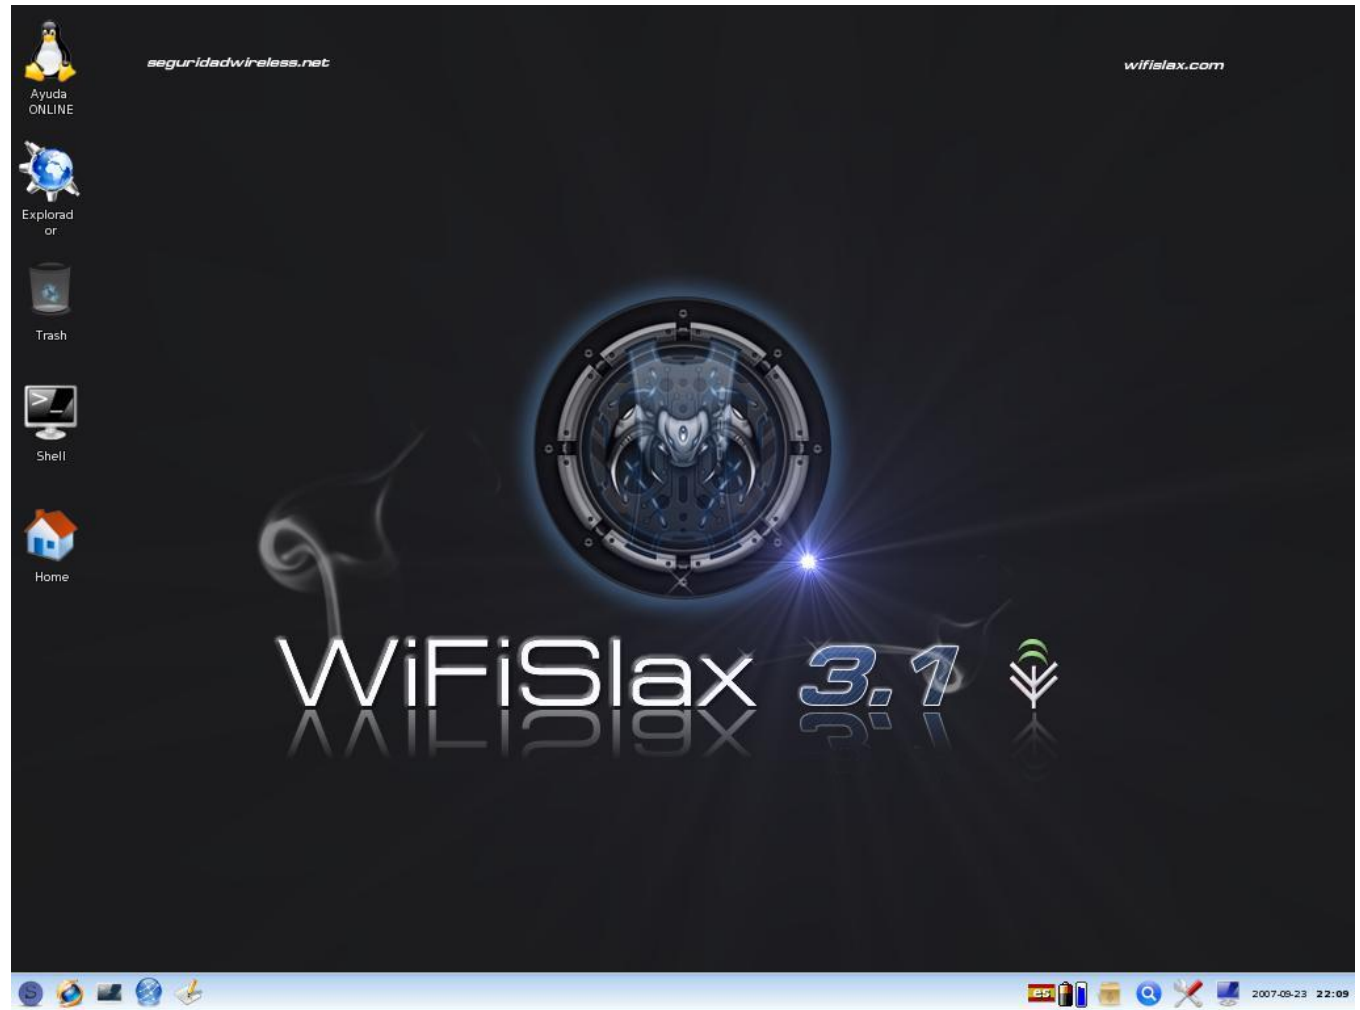 seguridadwireless.net
wifislax.com
Ayuda
ONLINE
Explorad
or
Trash
>_
Shell
Home
WiFiSlax 3.1
S
es
2007-09-23 22:09